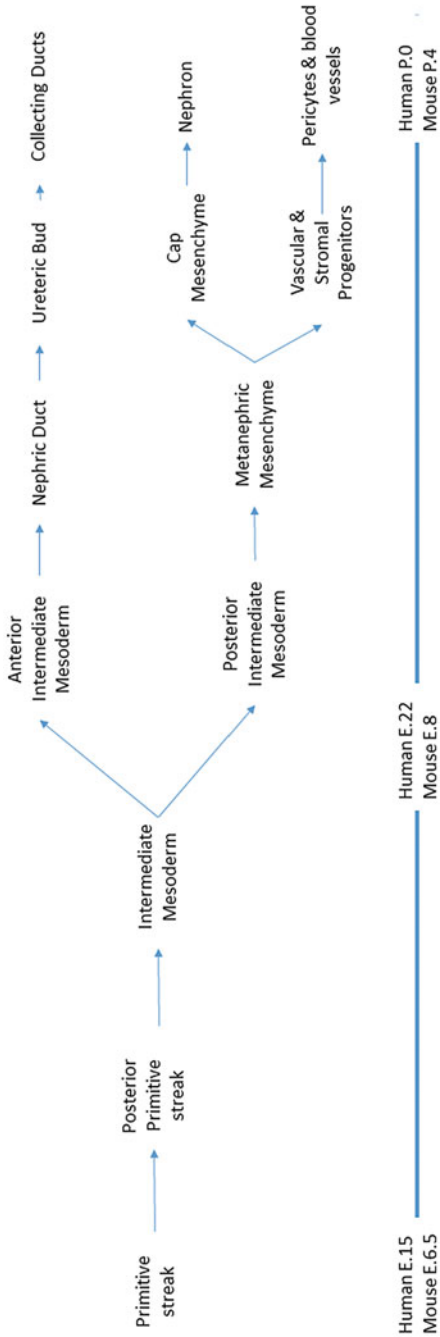 Primitive
streak
Posterior
Primitive
streak
Intermediate
Mesoderm
Anterior
Intermediate
Mesoderm
Nephric Duct
Ureteric Bud
Collecting Ducts
Posterior
Intermediate
Mesoderm
Metanephric
Mesenchyme
Cap
Mesenchyme
Nephron
Vascular &
Stromal
Progenitors
Pericytes & blood
vessels
Human E.15
Mouse E.6.5
Human E.22
Mouse E.8
Human P.0
Mouse P.4